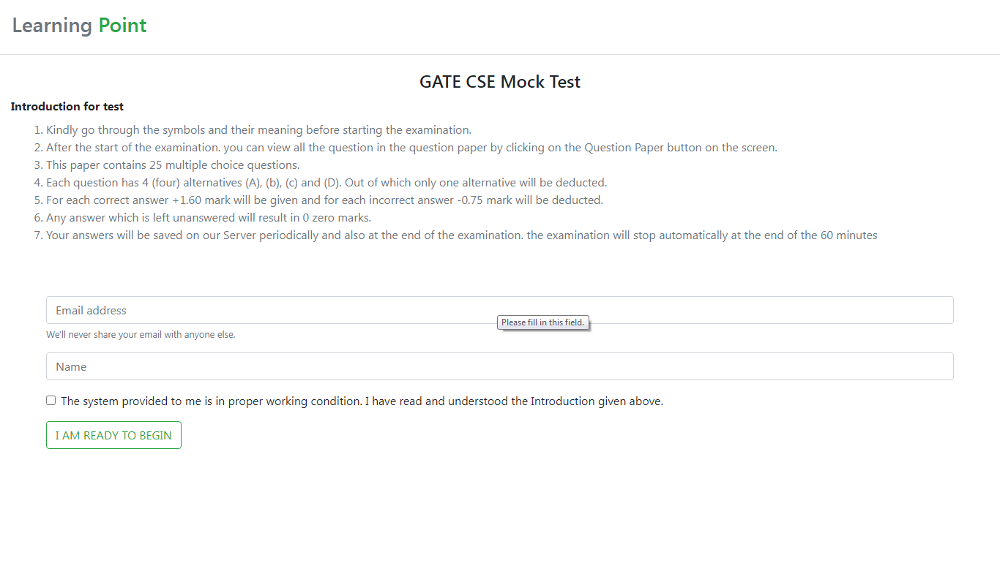 Learning Point
GATE CSE Mock Test
Introduction for test
1. Kindly go through the symbols and their meaning before starting the examination.
2. After the start of the examination. you can view all the question in the question paper by clicking on the Question Paper button on the screen.
3. This paper contains 25 multiple choice questions.
4. Each question has 4 (four) alternatives (A), (b), (c) and (D). Out of which only one alternative will be deducted.
5. For each correct answer +1.60 mark will be given and for each incorrect answer -0.75 mark will be deducted.
6. Any answer which is left unanswered will result in 0 zero marks.
7. Your answers will be saved on our Server periodically and also at the end of the examination. the examination will stop automatically at the end of the 60 minutes
Email address
Please fill in this field.
We'll never share your email with anyone else.
Name
The system provided to me is in proper working condition. I have read and understood the Introduction given above.
I AM READY TO BEGIN